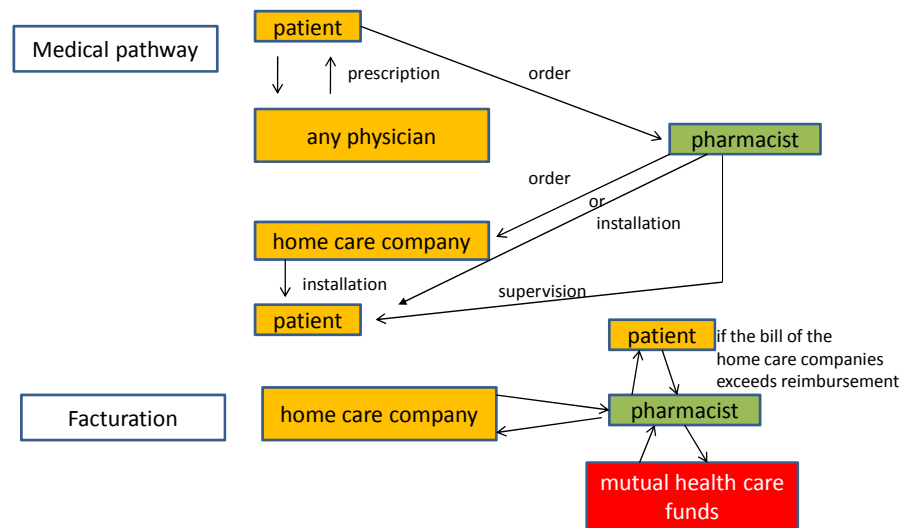 patient
Medical pathway
prescription
order
any physician
pharmacist
order
or
installation
home care company
installation
supervision
patient
patient
if the bill of the
home care companies
exceeds reimbursement
Facturation
home care company
pharmacist
mutual health care
funds